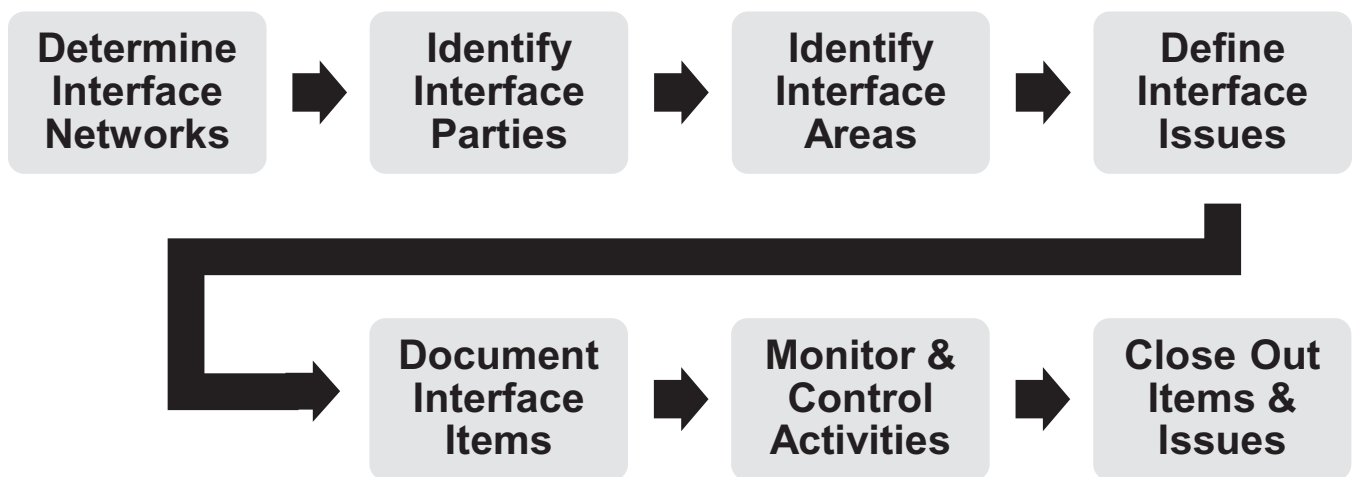 Determine
Interface
Networks
Identify
Interface
Parties
Identify
Interface
Areas
Define
Interface
Issues
Document
Interface
Items
Monitor &
Control
Activities
Close Out
Items &
Issues